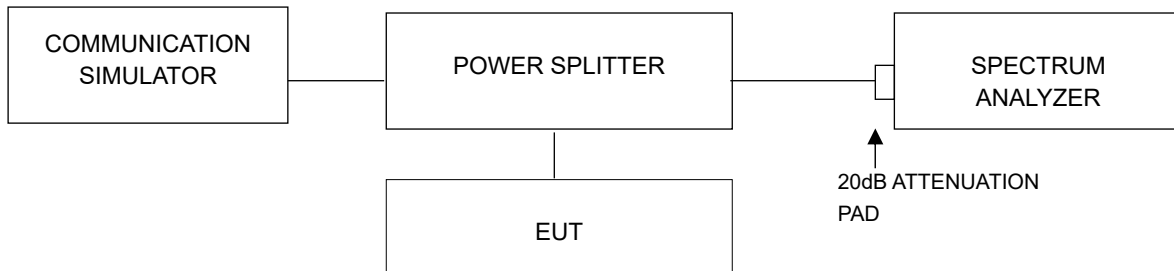 COMMUNICATION
SIMULATOR
POWER SPLITTER
SPECTRUM
ANALYZER
20dB ATTENUATION
PAD
EUT